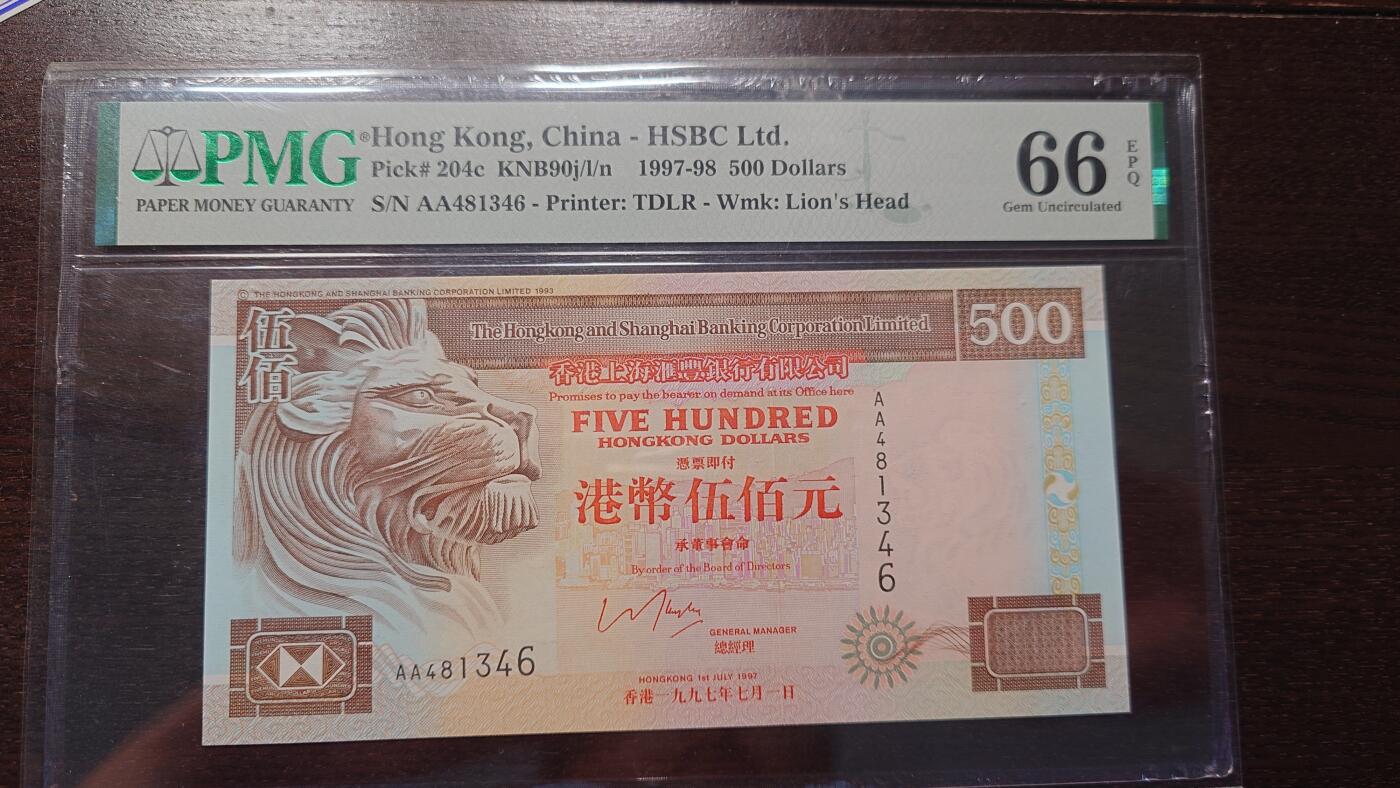 PMG®
PAPER MONEY GUARANTY
Hong Kong, China - HSBC Ltd.
Pick# 204c KNB90j/l/n 1997-98 500 Dollars
S/N AA481346 - Printer: TDLR - Wmk: Lion's Head
66
EPQ
Gem Uncirculated
© THE HONGKONG AND SHANGHAI BANKING CORPORATION LIMITED 1993
伍佰
The Hongkong and Shanghai Banking Corporation Limited
500
香港上海滙豐銀行有限公司
Promises to pay the bearer on demand at its Office here
FIVE HUNDRED
HONGKONG DOLLARS
憑票即付
港幣伍佰元
承董事會命
By order of the Board of Directors
AA481346
GENERAL MANAGER
總經理
AA481346
HONGKONG 1st JULY 1997
香港一九九七年七月一日